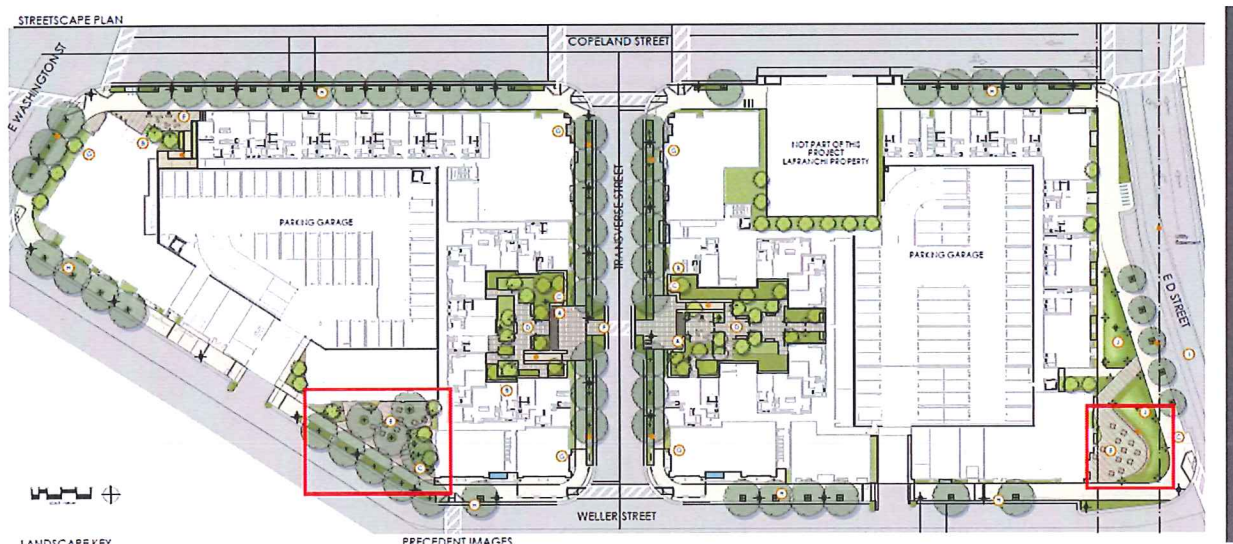 STREETSCAPE PLAN
COPELAND STREET
E WASHINGTON ST
NOT PART OF THIS
PROJECT
LAFRANCHI PROPERTY
TRANSVERSE STREET
PARKING GARAGE
PARKING GARAGE
E D STREET
WELLER STREET
LANDSCAPE KEY
PRECEDENT IMAGES